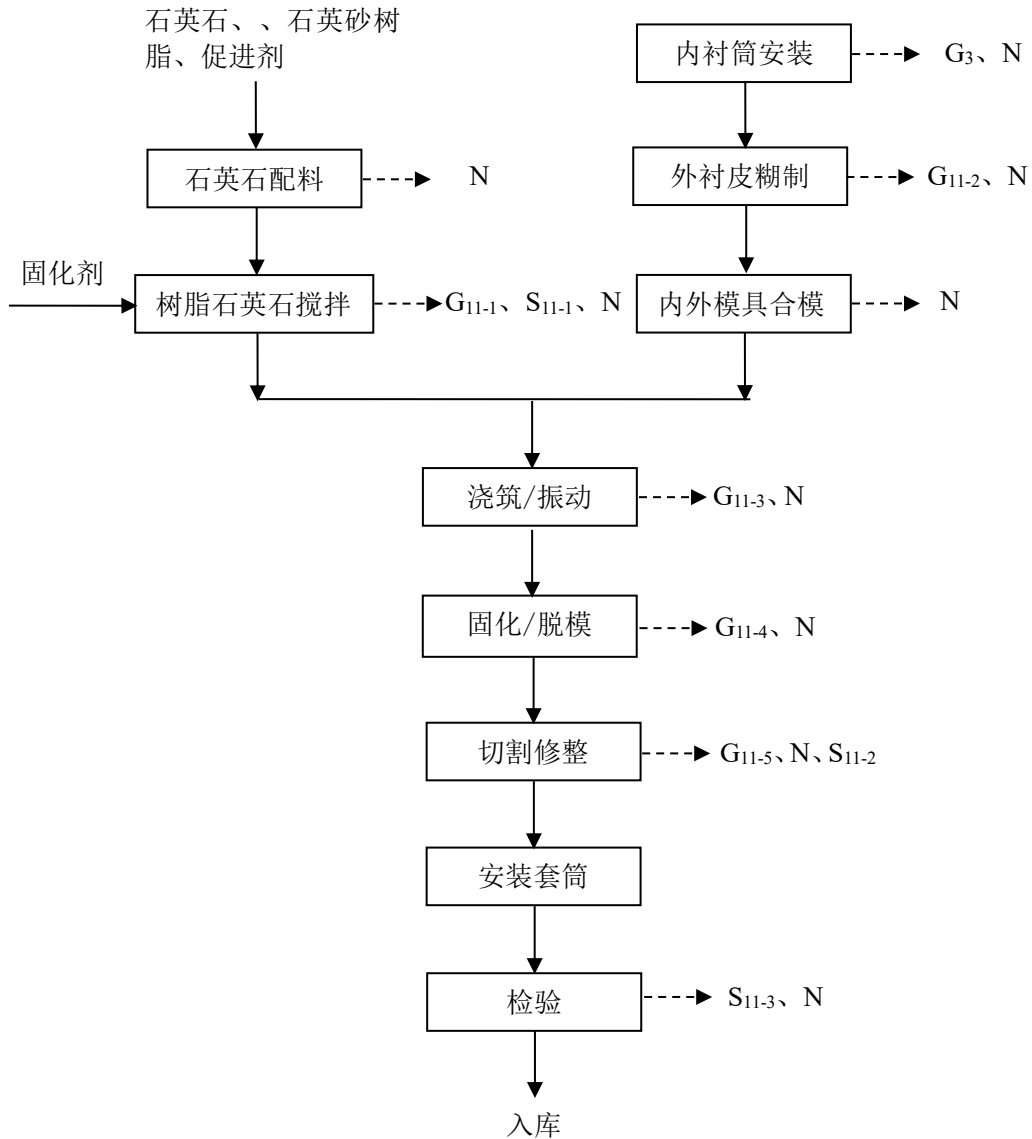 石英石、、石英砂树
脂、促进剂
内衬筒安装
G3、N
石英石配料
N
外衬皮糊制
G11-2、N
固化剂
树脂石英石搅拌
G11-1、S11-1、N
内外模具合模
N
浇筑/振动
G11-3、N
固化/脱模
G11-4、N
切割修整
G11-5、N、S11-2
安装套筒
检验
S11-3、N
入库